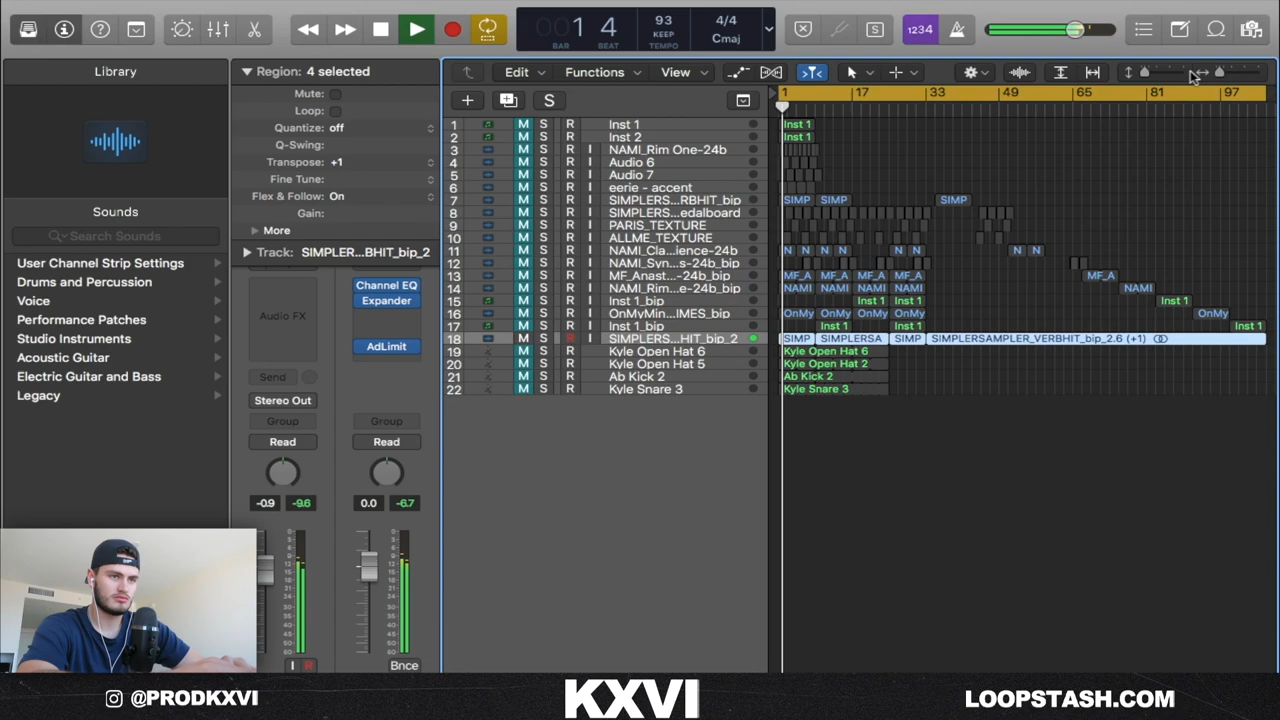 1 4
BAR BEAT
93
KEEP
TEMPO
4/4
Cmaj
S
1234
Library
Sounds
Search Sounds
User Channel Strip Settings
Drums and Percussion
Voice
Performance Patches
Studio Instruments
Acoustic Guitar
Electric Guitar and Bass
Legacy
Region: 4 selected
Mute:
Loop:
Quantize: off
Q-Swing:
Transpose: +1
Fine Tune:
Flex & Follow: On
Gain:
More
Track: SIMPLER...BHIT_bip_2
Channel EQ
Audio FX
Expander
AdLimit
Send
Stereo Out
Group Group
Read Read
-0.9 -9.6 0.0 -6.7
I R Bnce
Edit Functions View
S
1 17 33 49 65 81 97
1 M S R Inst 1 Inst 1
2 M S R Inst 2 Inst 1
3 M S R I NAMI_Rim One-24b
4 M S R I Audio 6
5 M S R I Audio 7
6 M S R I eerie - accent
7 M S R I SIMPLERS...RBHIT_bip SIMP SIMP SIMP
8 M S R I SIMPLERS...edalboard
9 M S R I PARIS_TEXTURE
10 M S R I ALLME_TEXTURE
11 M S R I NAMI_Cla...ience-24b N N N N N N N N
12 M S R I NAMI_Syn...s-24b_bip
13 M S R I MF_Anast...-24b_bip MF_A MF_A MF_A MF_A MF_A
14 M S R I NAMI_Rim...e-24b_bip NAMI NAMI NAMI NAMI NAMI
15 M S R Inst 1_bip Inst 1 Inst 1 Inst 1
16 M S R I OnMyMin...IMES_bip OnMy OnMy OnMy OnMy OnMy
17 M S R Inst 1_bip Inst 1 Inst 1 Inst 1
18 M S R I SIMPLERS...HIT_bip_2 SIMP SIMPLERSA SIMP SIMPLERSAMPLER_VERBHIT_bip_2.6 (+1)
19 M S R Kyle Open Hat 6 Kyle Open Hat 6
20 M S R Kyle Open Hat 5 Kyle Open Hat 2
21 M S R Ab Kick 2 Ab Kick 2
22 M S R Kyle Snare 3 Kyle Snare 3
@PRODKXVI
KXVI
LOOPSTASH.COM